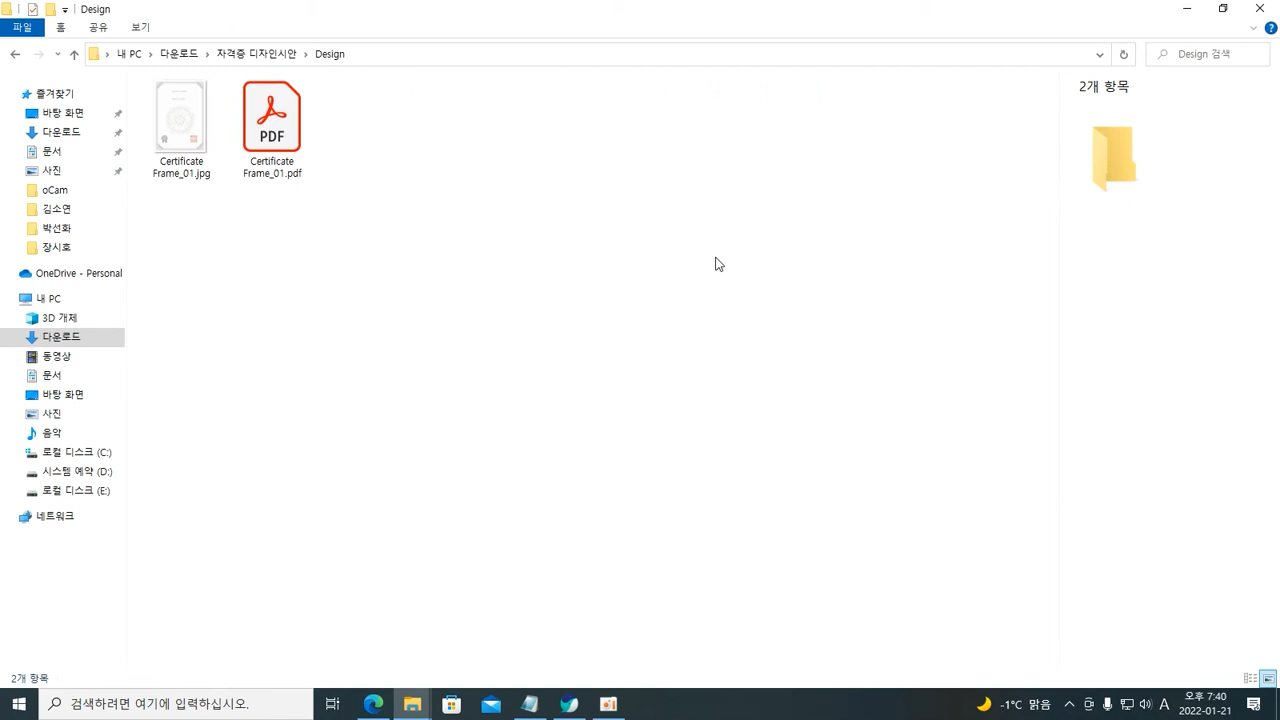 Design
파일
홈
공유
보기
내 PC
다운로드
자격증 디자인시안
Design
Design 검색
즐겨찾기
바탕 화면
다운로드
문서
사진
oCam
김소연
박선화
장시호
OneDrive - Personal
내 PC
3D 개체
다운로드
동영상
문서
바탕 화면
사진
음악
로컬 디스크 (C:)
시스템 예약 (D:)
로컬 디스크 (E:)
네트워크
Certificate
Frame_01.jpg
PDF
Certificate
Frame_01.pdf
2개 항목
2개 항목
검색하려면 여기에 입력하십시오.
-1°C 맑음
A
오후 7:40
2022-01-21